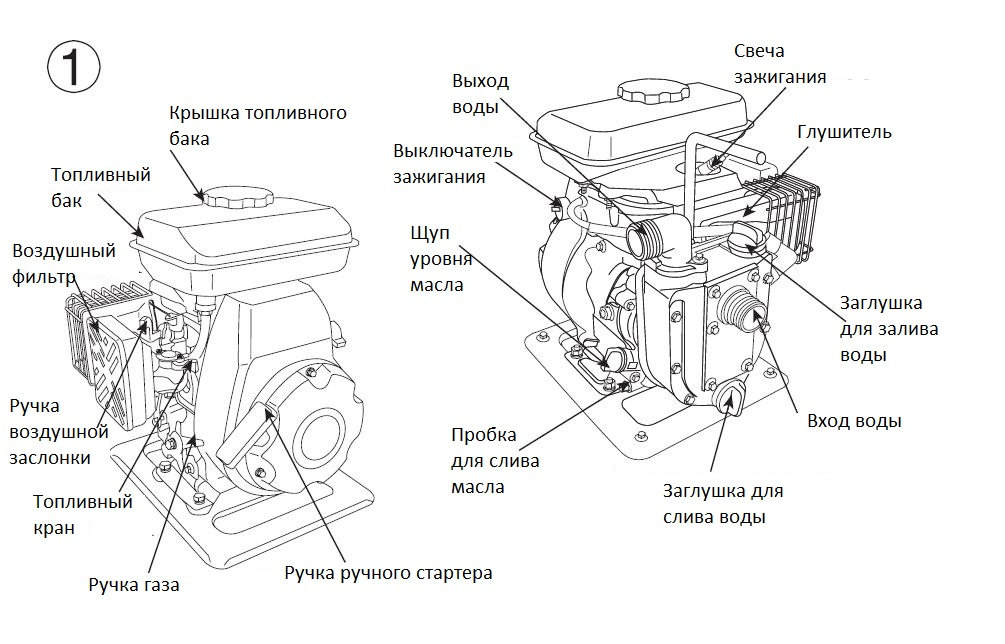 1
Крышка топливного
бака
Топливный
бак
Воздушный
фильтр
Ручка
воздушной
заслонки
Топливный
кран
Ручка газа
Ручка ручного стартера
Свеча
зажигания
Выход
воды
Глушитель
Выключатель
зажигания
Щуп
уровня
масла
Заглушка
для залива
воды
Вход воды
Пробка
для слива
масла
Заглушка для
слива воды